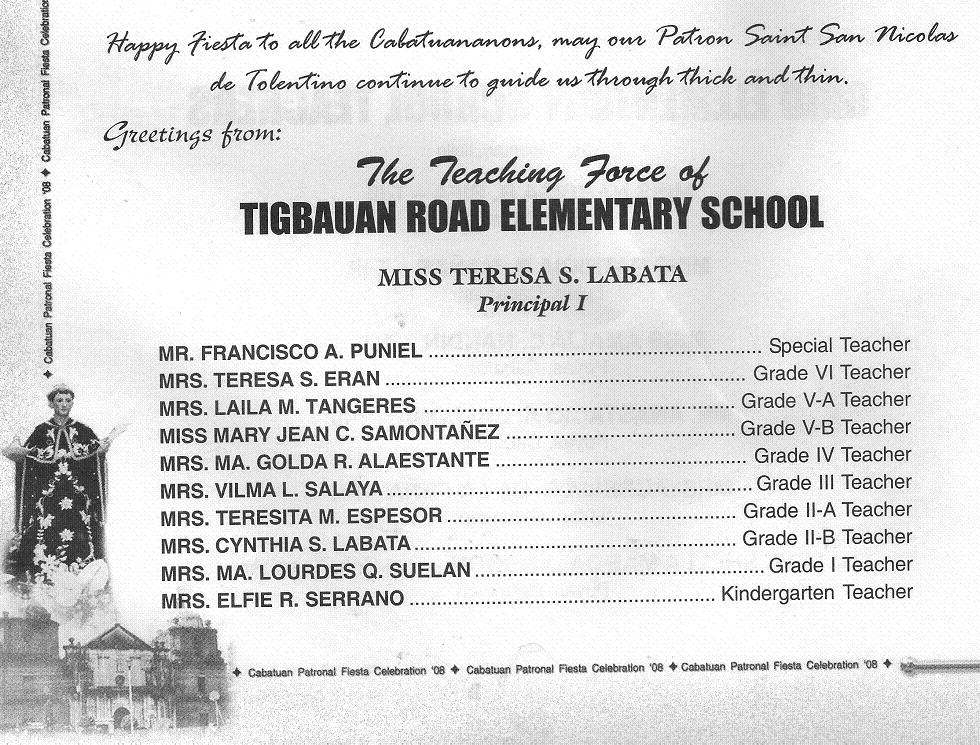 Happy Fiesta to all the Cabatuananons, may our Patron Saint San Nicolas
de Tolentino continue to guide us through thick and thin.
Greetings from:
The Teaching Force of
TIGBAUAN ROAD ELEMENTARY SCHOOL
MISS TERESA S. LABATA
Principal I
MR. FRANCISCO A. PUNIEL ........................................................ Special Teacher
MRS. TERESA S. ERAN ............................................................ Grade VI Teacher
MRS. LAILA M. TANGERES ..................................................... Grade V-A Teacher
MISS MARY JEAN C. SAMONTAÑEZ ....................................... Grade V-B Teacher
MRS. MA. GOLDA R. ALAESTANTE ........................................... Grade IV Teacher
MRS. VILMA L. SALAYA ............................................................. Grade III Teacher
MRS. TERESITA M. ESPESOR ................................................. Grade II-A Teacher
MRS. CYNTHIA S. LABATA ....................................................... Grade II-B Teacher
MRS. MA. LOURDES Q. SUELAN ................................................. Grade I Teacher
MRS. ELFIE R. SERRANO .................................................... Kindergarten Teacher
✦ Cabatuan Patronal Fiesta Celebration '08 ✦ Cabatuan Patronal Fiesta Celebration '08 ✦ Cabatuan Patronal Fiesta Celebration '08 ✦
✦ Cabatuan Patronal Fiesta Celebration '08 ✦ Cabatuan Patronal Fiesta Celebration '08 ✦ Cabatuan Patronal Fiesta Celebration